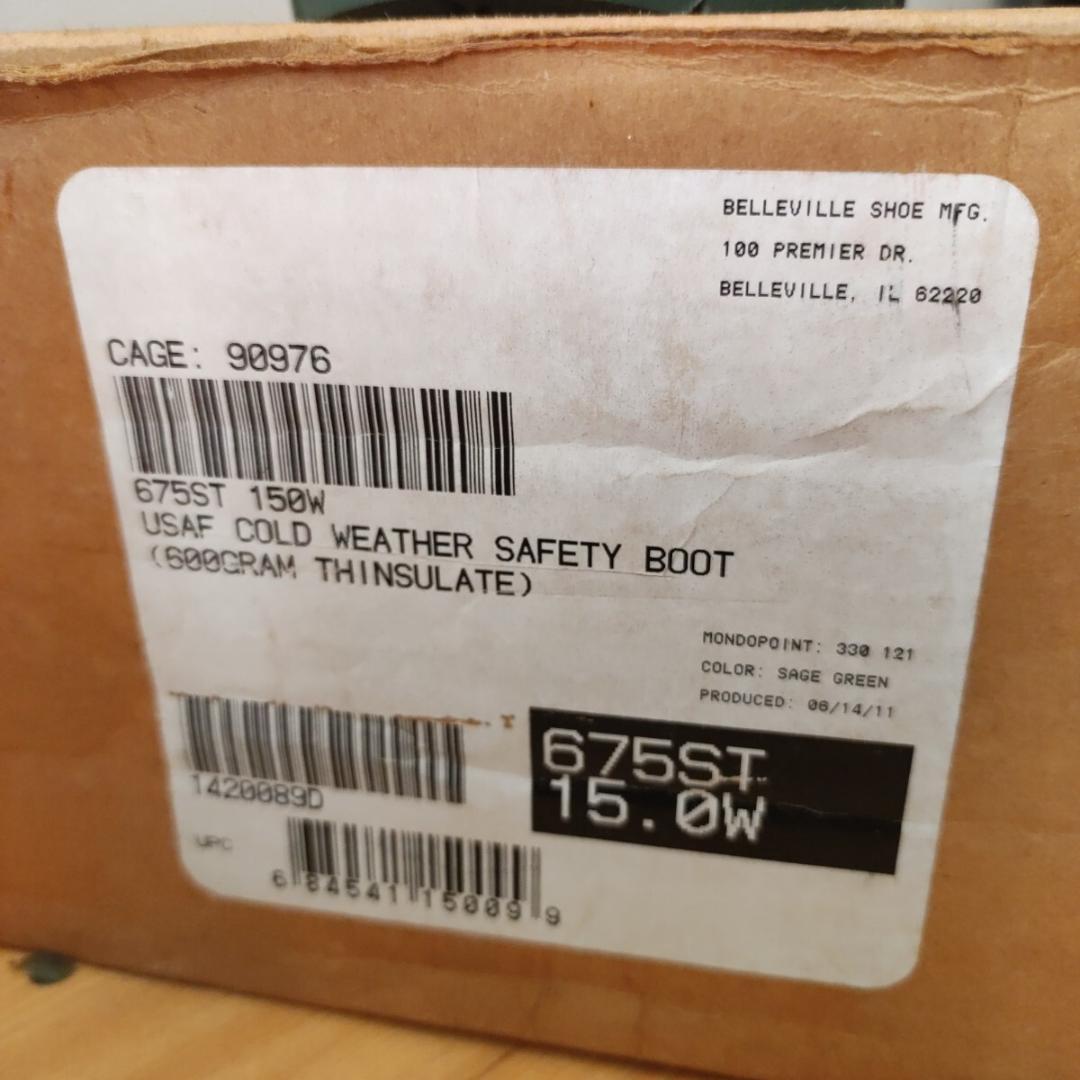 BELLEVILLE SHOE MFG.
100 PREMIER DR.
BELLEVILLE, IL 62220
CAGE: 90976
675ST 150W
USAF COLD WEATHER SAFETY BOOT
(600GRAM THINSULATE)
MONDOPOINT: 330 121
COLOR: SAGE GREEN
PRODUCED: 06/14/11
675ST
15.0W
1420089D
UPC
6 84541 15009 9